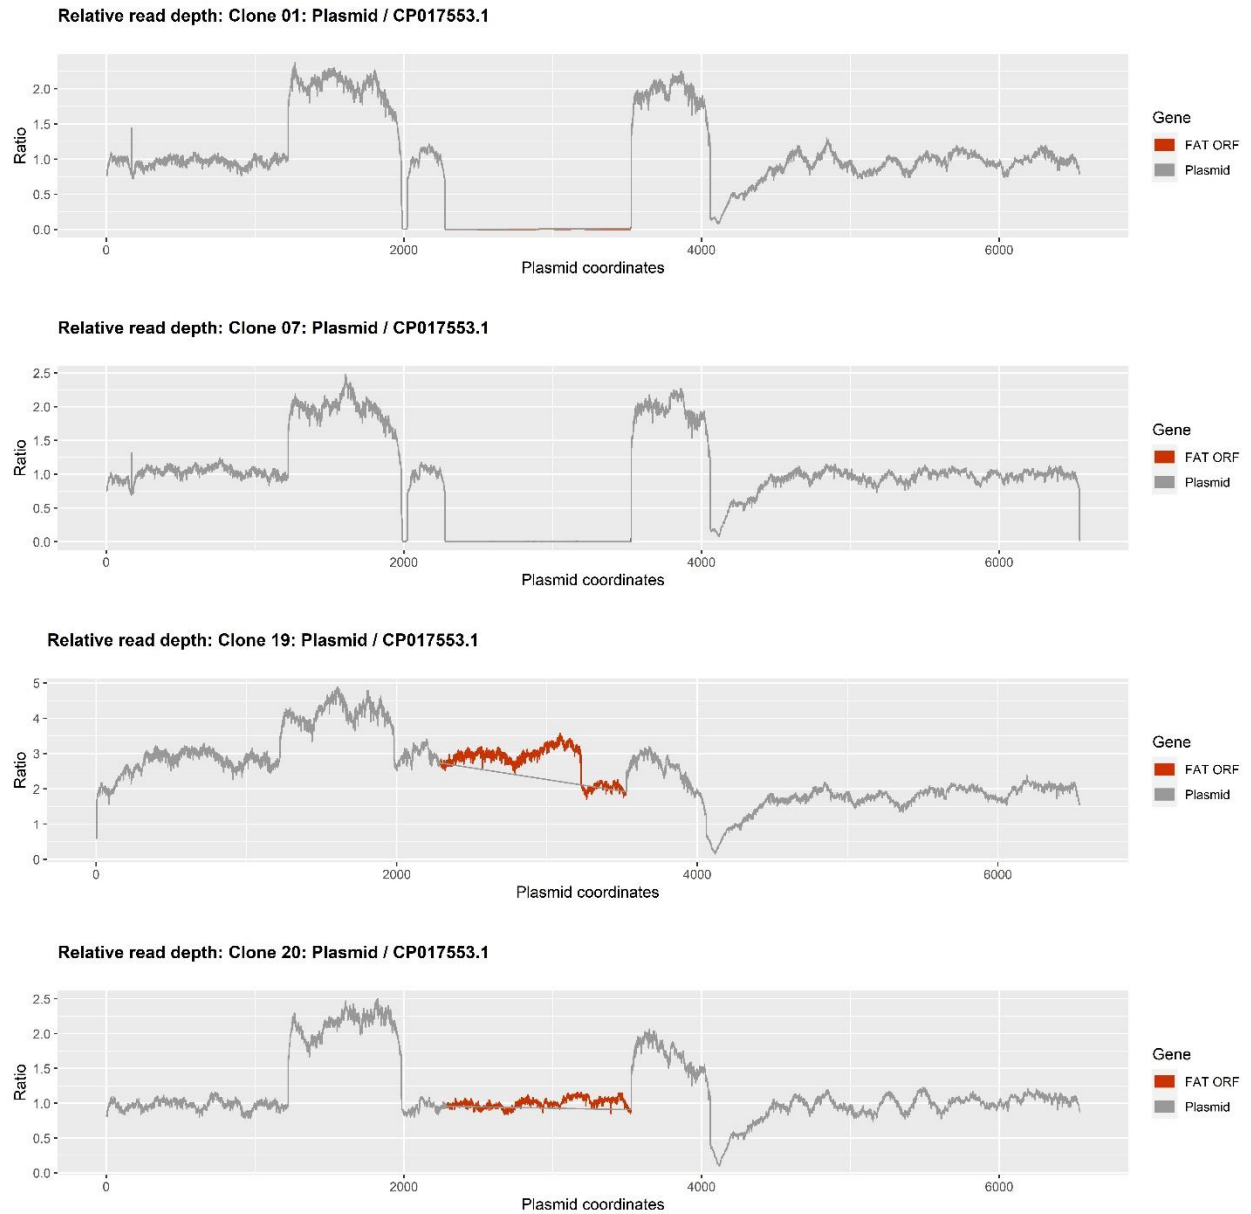 Relative read depth: Clone 01: Plasmid / CP017553.1
2.0
1.5
1.0
0.5
0.0
Ratio
0
2000
4000
6000
Plasmid coordinates
Gene
FAT ORF
Plasmid
Relative read depth: Clone 07: Plasmid / CP017553.1
2.5
2.0
1.5
1.0
0.5
0.0
Ratio
0
2000
4000
6000
Plasmid coordinates
Gene
FAT ORF
Plasmid
Relative read depth: Clone 19: Plasmid / CP017553.1
5
4
3
2
1
0
Ratio
0
2000
4000
6000
Plasmid coordinates
Gene
FAT ORF
Plasmid
Relative read depth: Clone 20: Plasmid / CP017553.1
2.5
2.0
1.5
1.0
0.5
0.0
Ratio
0
2000
4000
6000
Plasmid coordinates
Gene
FAT ORF
Plasmid